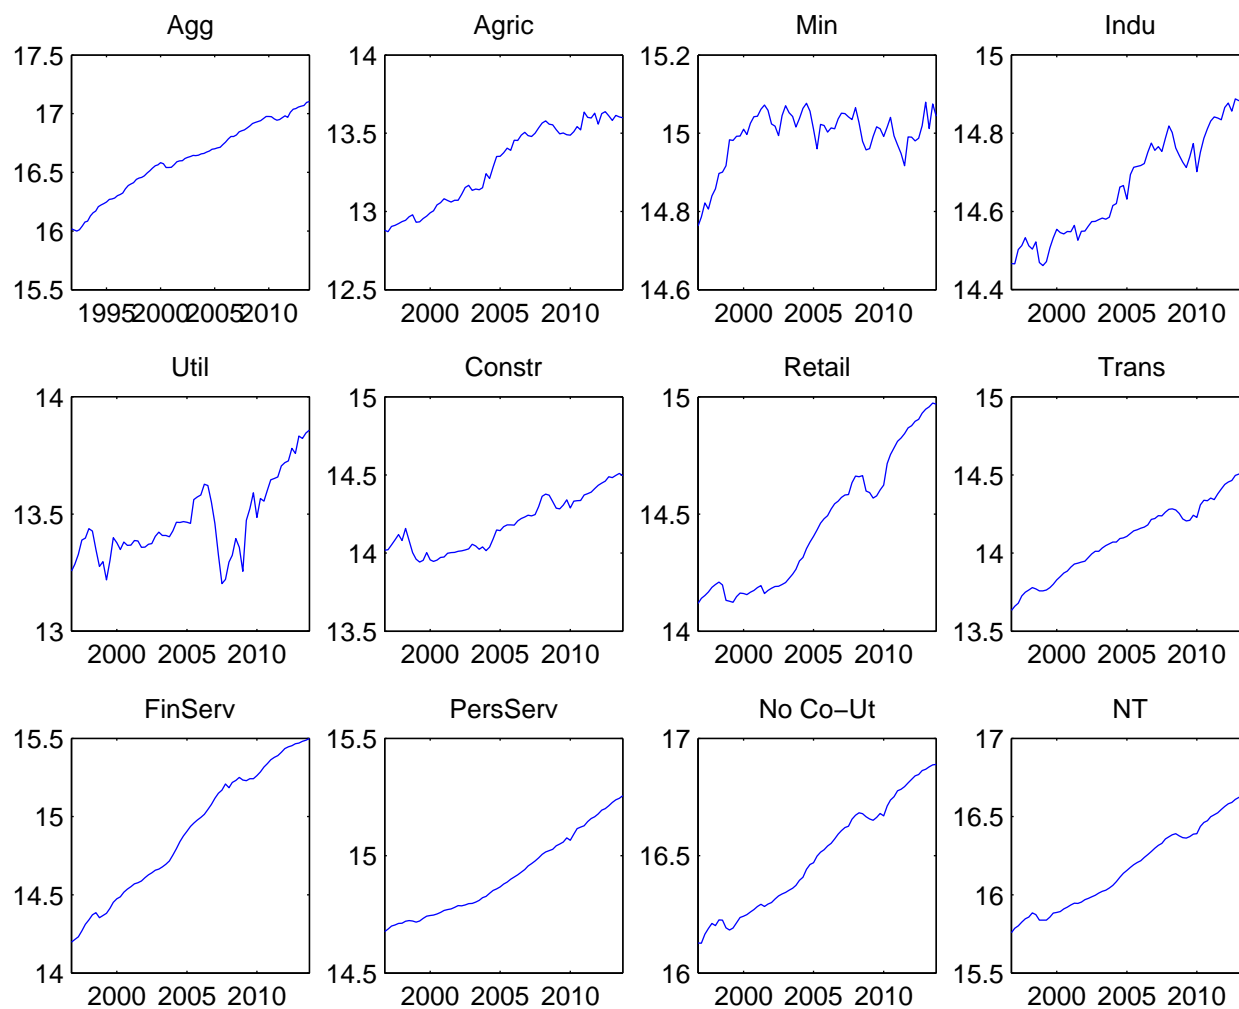 Agg Agric Min Indu
17.5 14 15.2 15
17 13.5 15 14.8
16.5
16 13 14.8 14.6
15.5 12.5 14.6 14.4
1995 2000 2005 2010 2000 2005 2010 2000 2005 2010 2000 2005 2010
Util Constr Retail Trans
14 15 15 15
14.5 14.5
13.5 14.5
14 14
13 13.5 14 13.5
2000 2005 2010 2000 2005 2010 2000 2005 2010 2000 2005 2010
FinServ PersServ No Co−Ut NT
15.5 15.5 17 17
15 16.5
15 16.5
14.5 16
14 14.5 16 15.5
2000 2005 2010 2000 2005 2010 2000 2005 2010 2000 2005 2010